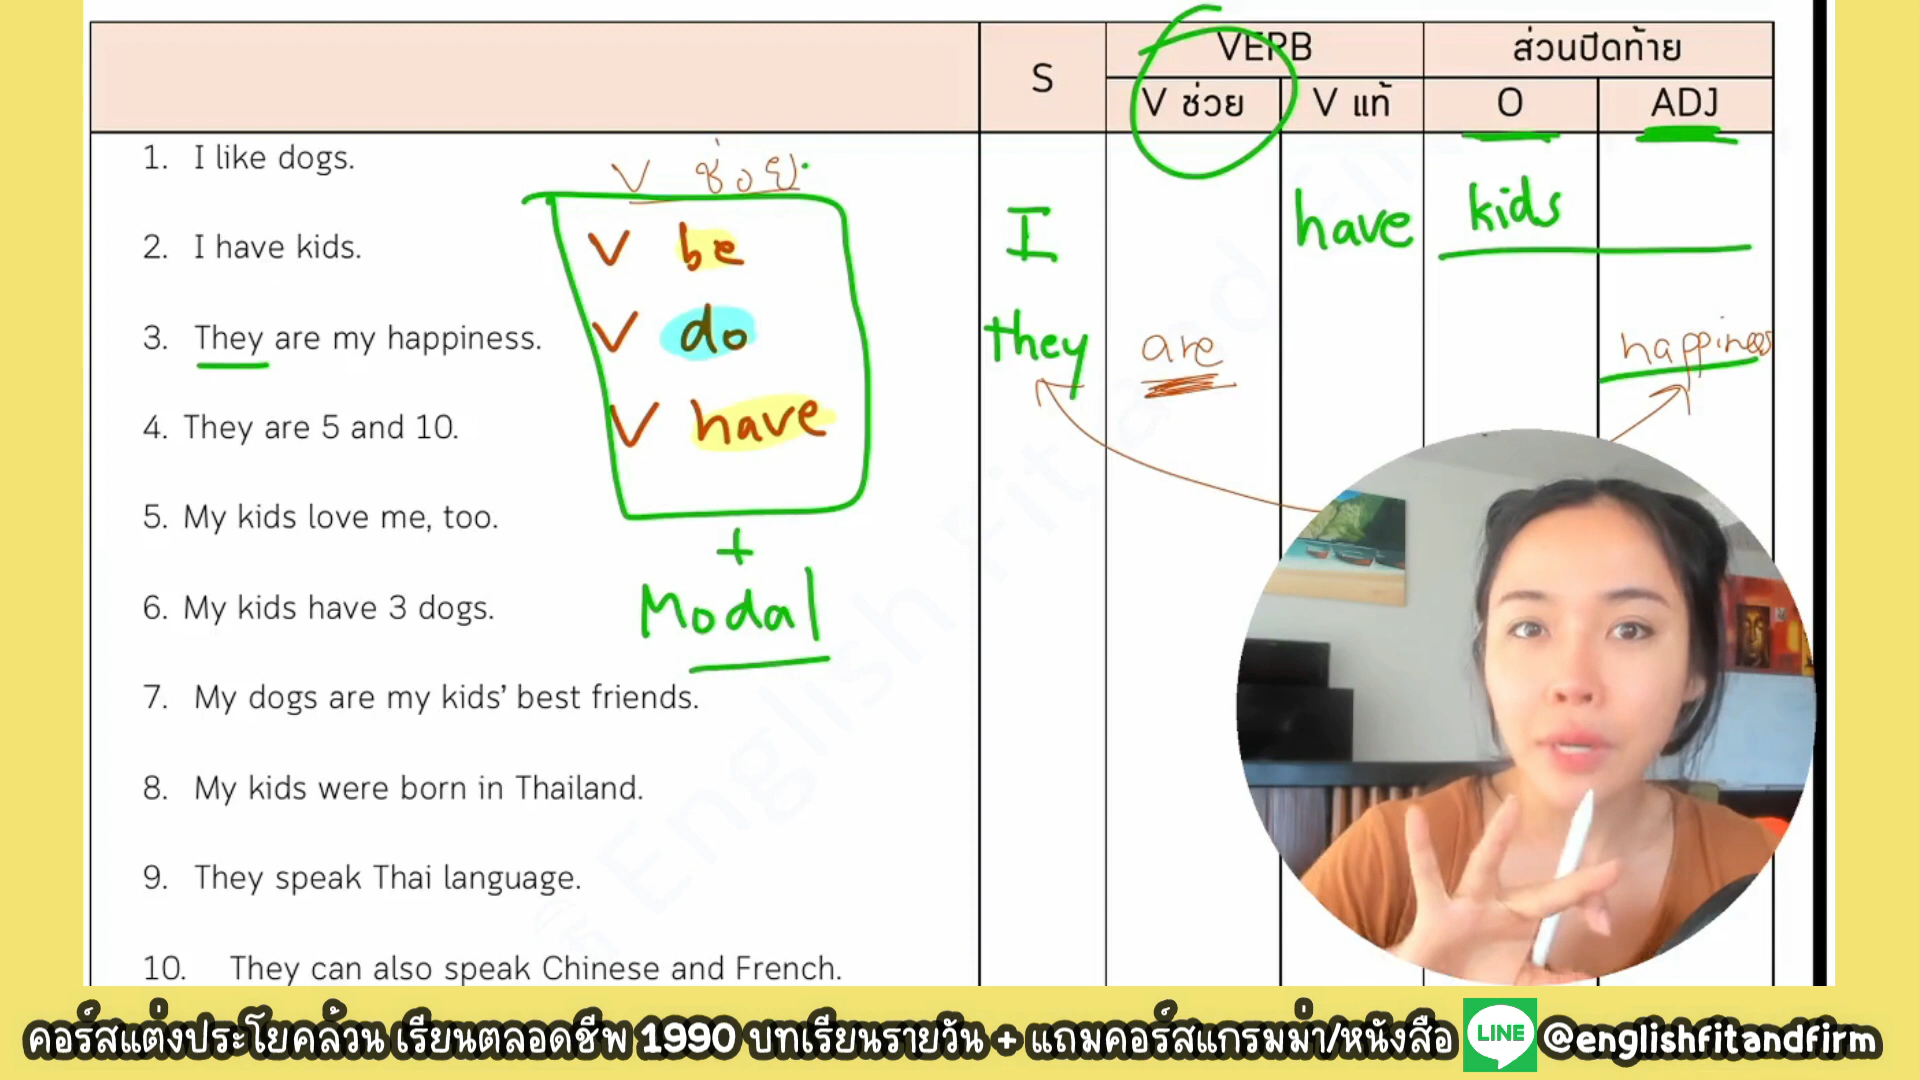 S
VERB
ส่วนปิดท้าย
V ช่วย
V แท้
O
ADJ
1. I like dogs.
2. I have kids.
3. They are my happiness.
4. They are 5 and 10.
5. My kids love me, too.
6. My kids have 3 dogs.
7. My dogs are my kids' best friends.
8. My kids were born in Thailand.
9. They speak Thai language.
10. They can also speak Chinese and French.
V ช่วย
V be
V do
V have
+
Modal
I have kids
they are happiness
English Fit and
คอร์สแต่งประโยคล้วน เรียนตลอดชีพ 1990 บทเรียนรายวัน + แถมคอร์สแกรมม่า/หนังสือ LINE @englishfitandfirm